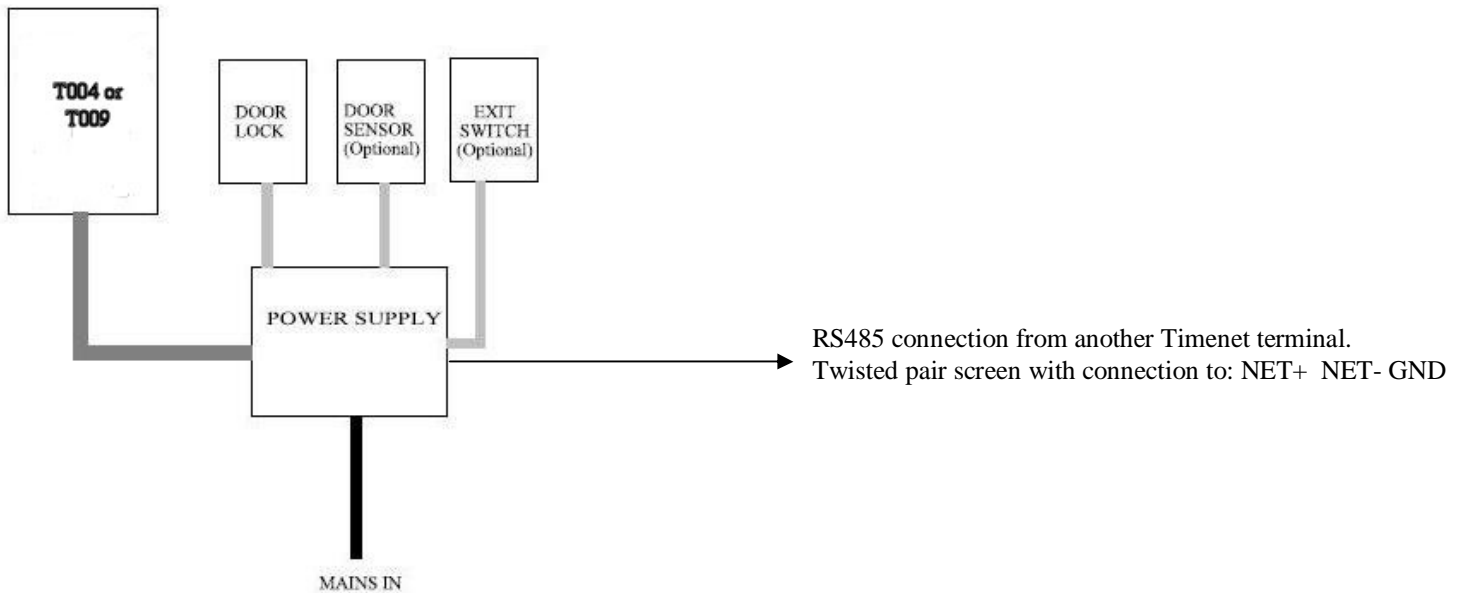 T004 or
T009
DOOR
LOCK
DOOR
SENSOR
(Optional)
EXIT
SWITCH
(Optional)
POWER SUPPLY
RS485 connection from another Timenet terminal.
Twisted pair screen with connection to: NET+ NET- GND
MAINS IN